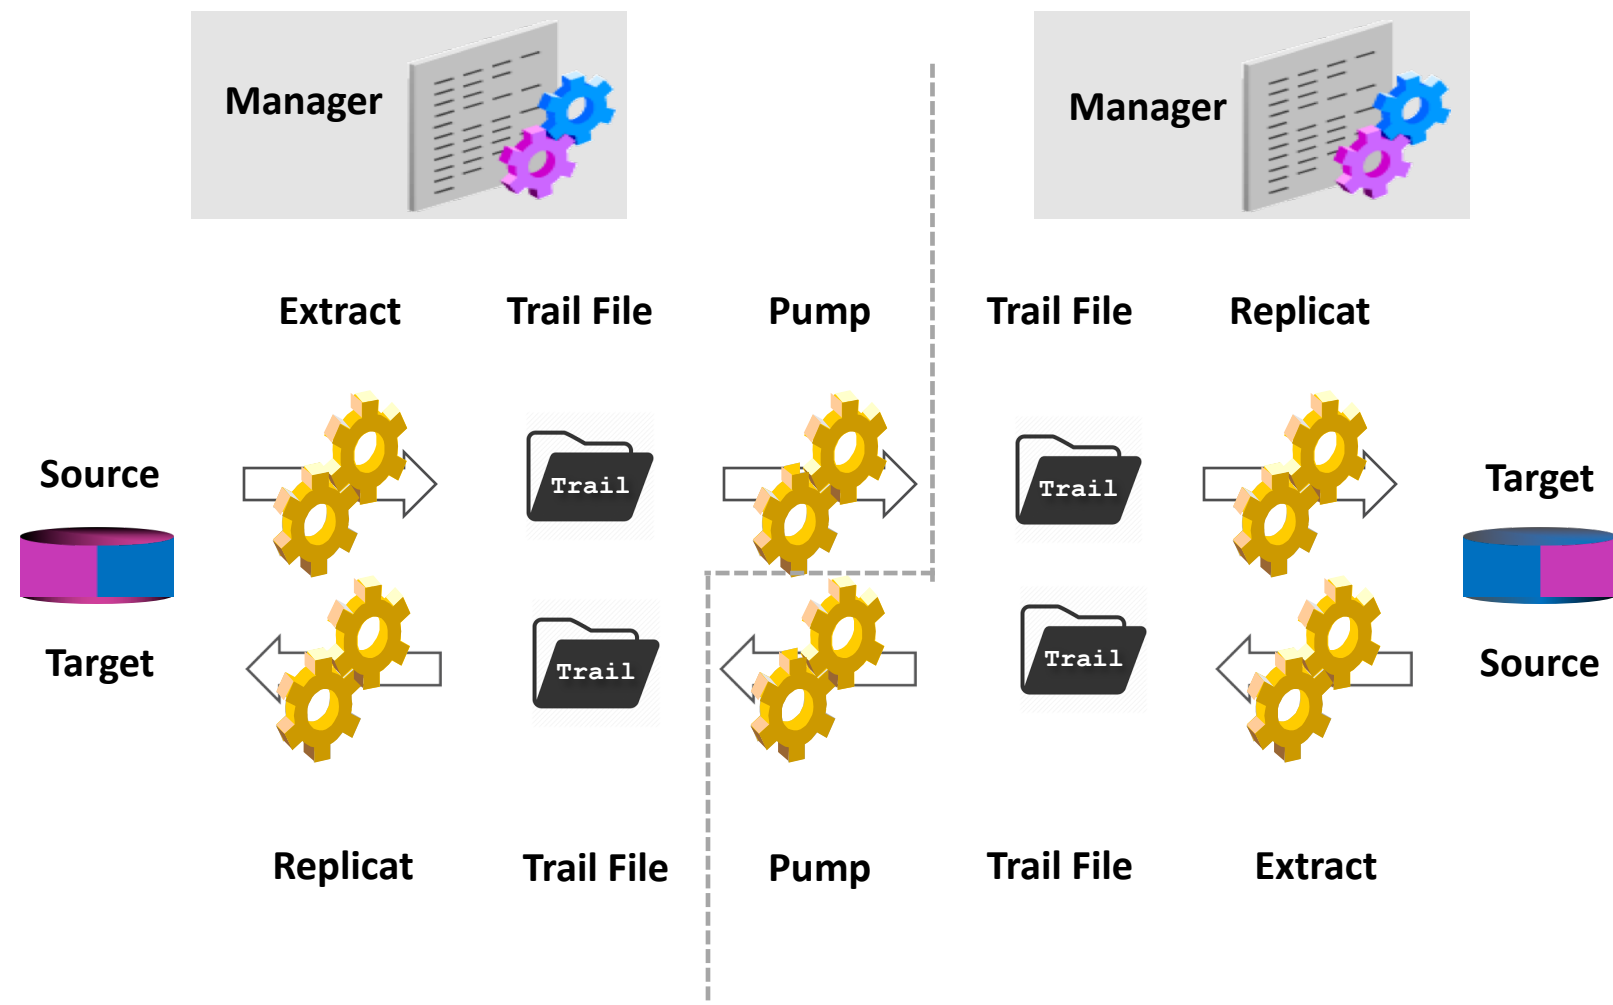 Manager
Manager
Extract
Trail File
Pump
Trail File
Replicat
Source
Trail
Trail
Target
Target
Trail
Trail
Source
Replicat
Trail File
Pump
Trail File
Extract